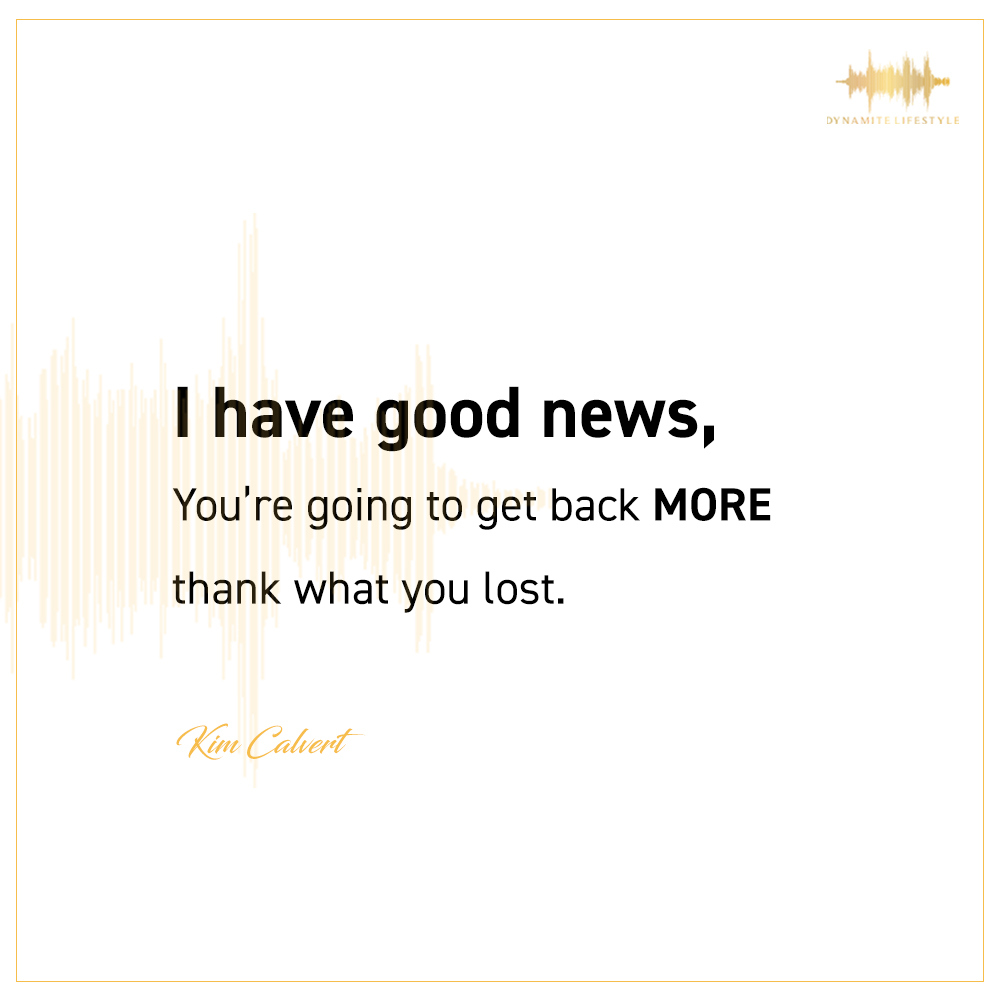 DYNAMITE LIFESTYLE
I have good news,
You're going to get back MORE
thank what you lost.
Kim Calvert